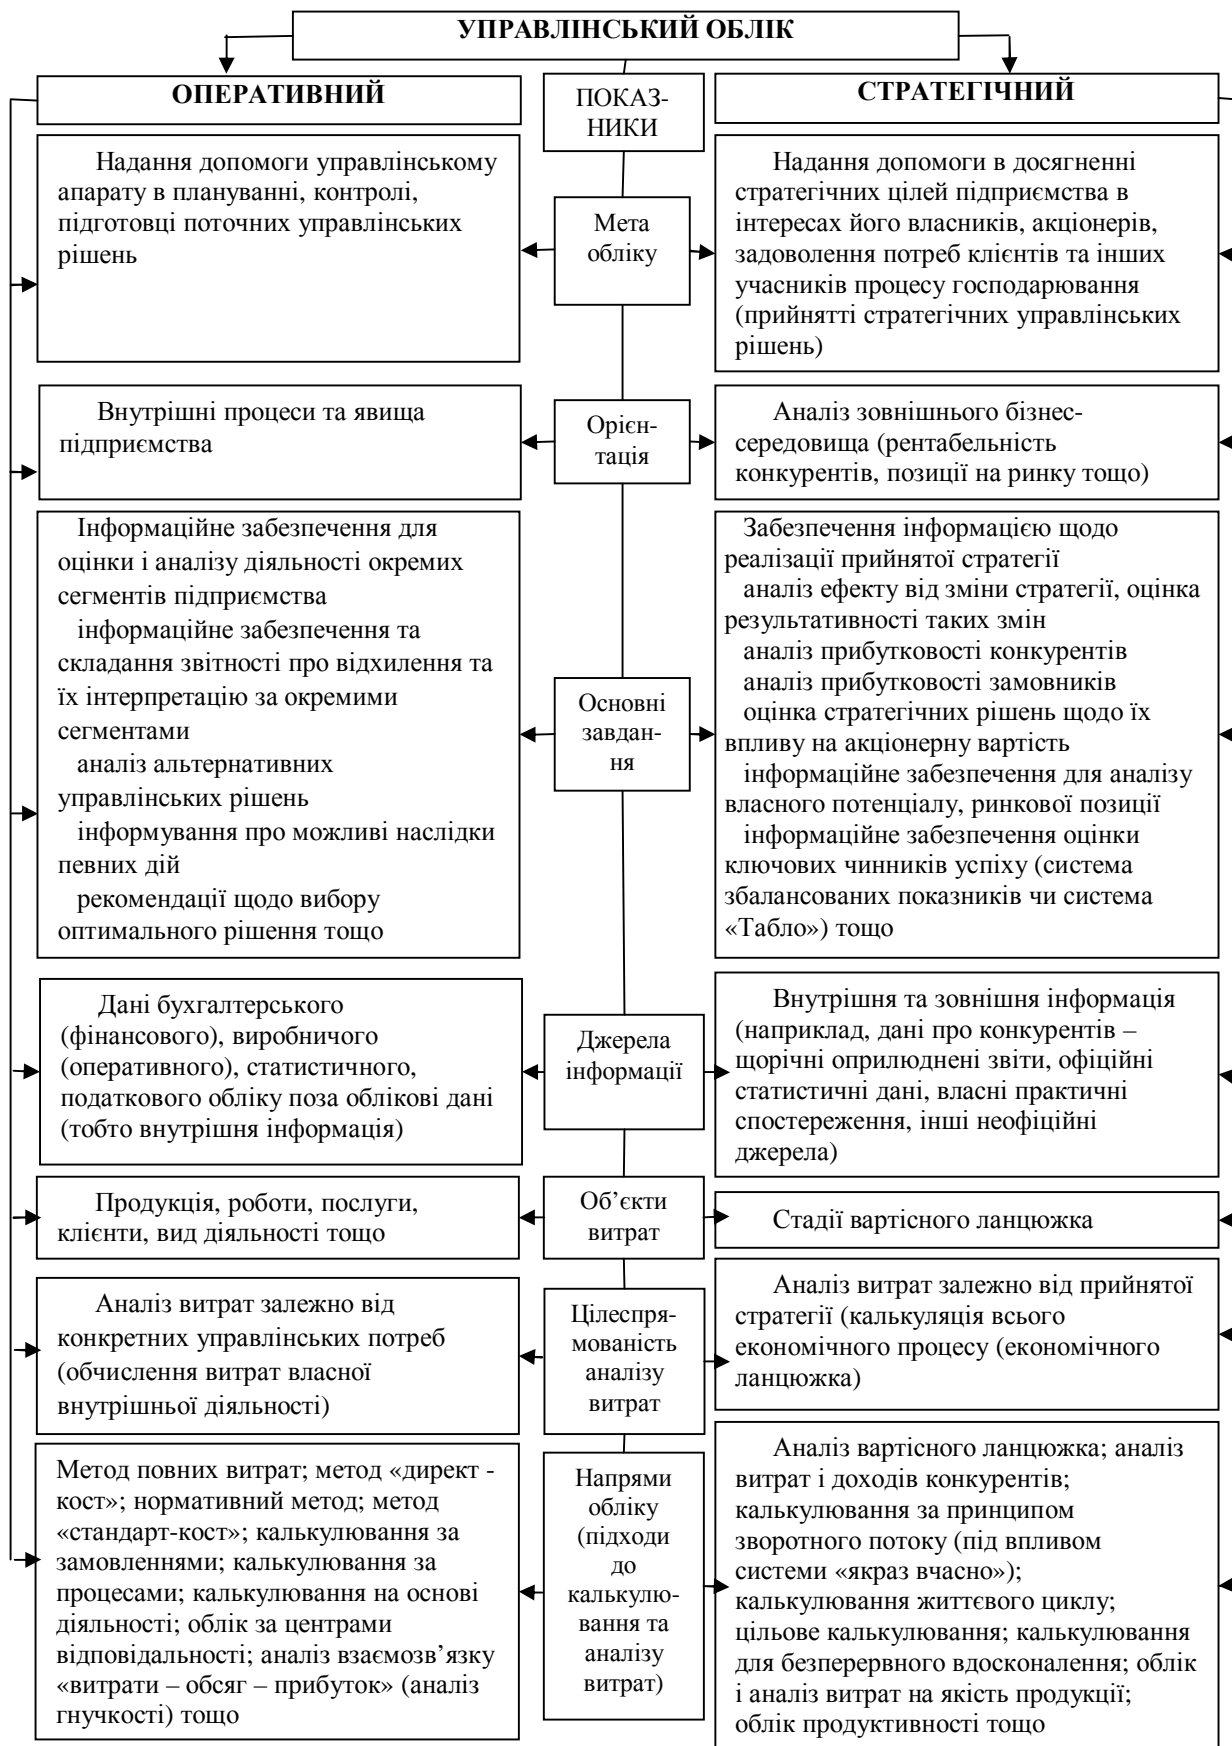 УПРАВЛІНСЬКИЙ ОБЛІК
ОПЕРАТИВНИЙ
ПОКАЗ-
НИКИ
СТРАТЕГІЧНИЙ
Надання допомоги управлінському
апарату в плануванні, контролі,
підготовці поточних управлінських
рішень
Мета
обліку
Надання допомоги в досягненні
стратегічних цілей підприємства в
інтересах його власників, акціонерів,
задоволення потреб клієнтів та інших
учасників процесу господарювання
(прийнятті стратегічних управлінських
рішень)
Внутрішні процеси та явища
підприємства
Орієн-
тація
Аналіз зовнішнього бізнес-
середовища (рентабельність
конкурентів, позиції на ринку тощо)
Інформаційне забезпечення для
оцінки і аналізу діяльності окремих
сегментів підприємства
інформаційне забезпечення та
складання звітності про відхилення та
їх інтерпретацію за окремими
сегментами
аналіз альтернативних
управлінських рішень
інформування про можливі наслідки
певних дій
рекомендації щодо вибору
оптимального рішення тощо
Основні
завдан-
ня
Забезпечення інформацією щодо
реалізації прийнятої стратегії
аналіз ефекту від зміни стратегії, оцінка
результативності таких змін
аналіз прибутковості конкурентів
аналіз прибутковості замовників
оцінка стратегічних рішень щодо їх
впливу на акціонерну вартість
інформаційне забезпечення для аналізу
власного потенціалу, ринкової позиції
інформаційне забезпечення оцінки
ключових чинників успіху (система
збалансованих показників чи система
«Табло») тощо
Дані бухгалтерського
(фінансового), виробничого
(оперативного), статистичного,
податкового обліку поза облікові дані
(тобто внутрішня інформація)
Джерела
інформації
Внутрішня та зовнішня інформація
(наприклад, дані про конкурентів –
щорічні оприлюднені звіти, офіційні
статистичні дані, власні практичні
спостереження, інші неофіційні
джерела)
Продукція, роботи, послуги,
клієнти, вид діяльності тощо
Об’єкти
витрат
Стадії вартісного ланцюжка
Аналіз витрат залежно від
конкретних управлінських потреб
(обчислення витрат власної
внутрішньої діяльності)
Цілеспря-
мованість
аналізу
витрат
Аналіз витрат залежно від прийнятої
стратегії (калькуляція всього
економічного процесу (економічного
ланцюжка)
Метод повних витрат; метод «директ -
кост»; нормативний метод; метод
«стандарт-кост»; калькулювання за
замовленнями; калькулювання за
процесами; калькулювання на основі
діяльності; облік за центрами
відповідальності; аналіз взаємозв’язку
«витрати – обсяг – прибуток» (аналіз
гнучкості) тощо
Напрями
обліку
(підходи
до
калькулю-
вання та
аналізу
витрат)
Аналіз вартісного ланцюжка; аналіз
витрат і доходів конкурентів;
калькулювання за принципом
зворотного потоку (під впливом
системи «якраз вчасно»);
калькулювання життєвого циклу;
цільове калькулювання; калькулювання
для безперервного вдосконалення; облік
і аналіз витрат на якість продукції;
облік продуктивності тощо